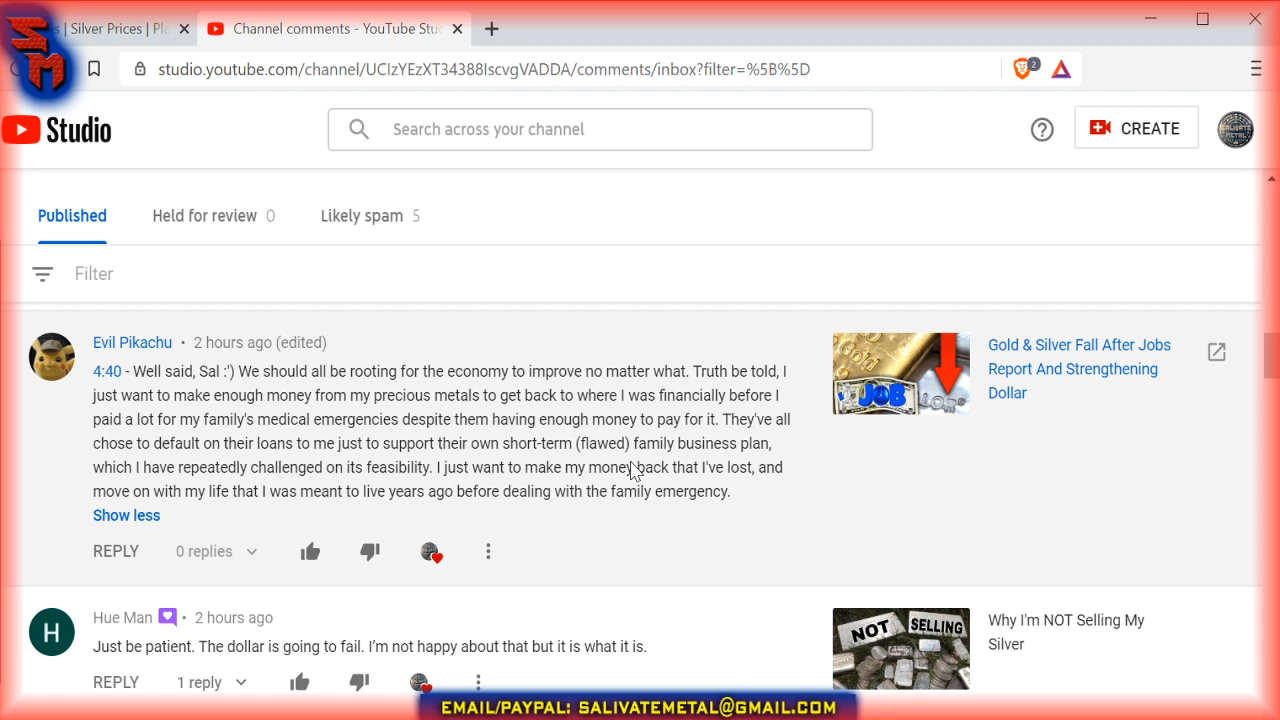 s | Silver Prices | Pla
Channel comments - YouTube Stu
SM
studio.youtube.com/channel/UCIzYEzXT34388IscvgVADDA/comments/inbox?filter=%5B%5D
2
Studio
Search across your channel
CREATE
Published
Held for review 0
Likely spam 5
Filter
Evil Pikachu • 2 hours ago (edited)
4:40 - Well said, Sal :') We should all be rooting for the economy to improve no matter what. Truth be told, I
just want to make enough money from my precious metals to get back to where I was financially before I
paid a lot for my family's medical emergencies despite them having enough money to pay for it. They've all
chose to default on their loans to me just to support their own short-term (flawed) family business plan,
which I have repeatedly challenged on its feasibility. I just want to make my money back that I've lost, and
move on with my life that I was meant to live years ago before dealing with the family emergency.
Show less
REPLY
0 replies
Gold
JOB
Gold & Silver Fall After Jobs
Report And Strengthening
Dollar
H
Hue Man • 2 hours ago
Just be patient. The dollar is going to fail. I’m not happy about that but it is what it is.
REPLY
1 reply
NOT SELLING
Why I'm NOT Selling My
Silver
EMAIL/PAYPAL: SALIVATEMETAL@GMAIL.COM